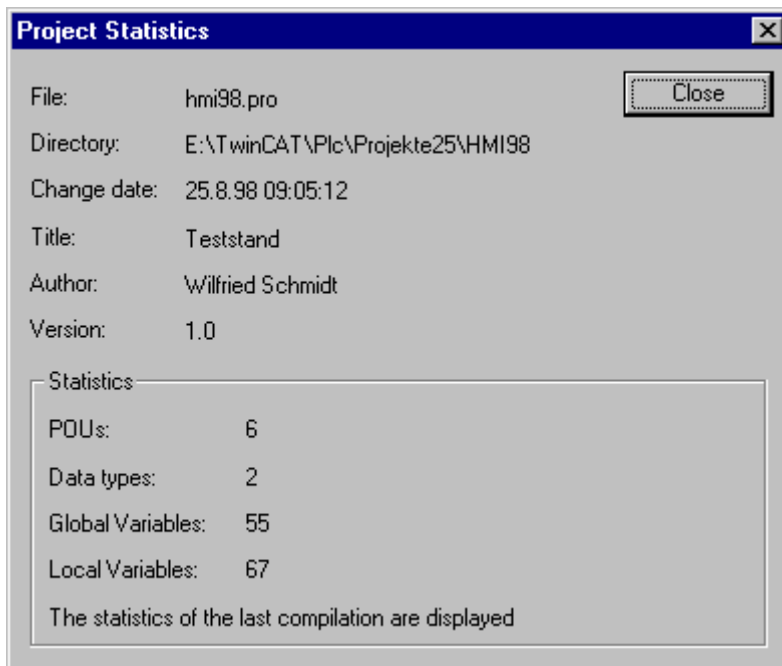 Project Statistics
File: hmi98.pro
Close
Directory: E:\TwinCAT\Plc\Projekte25\HMI98
Change date: 25.8.98 09:05:12
Title: Teststand
Author: Wilfried Schmidt
Version: 1.0
Statistics
POUs: 6
Data types: 2
Global Variables: 55
Local Variables: 67
The statistics of the last compilation are displayed